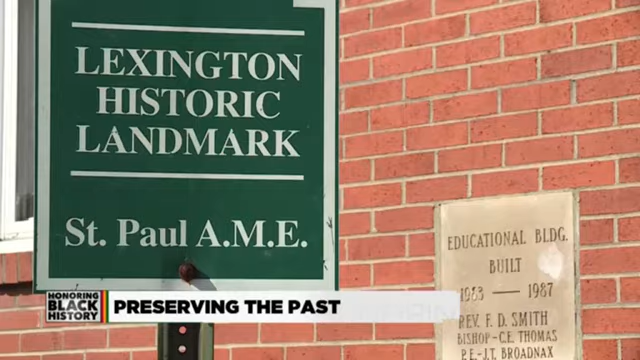 LEXINGTON
HISTORIC
LANDMARK
St. Paul A.M.E.
EDUCATIONAL BLDG.
BUILT
1963 — 1987
REV. F. D. SMITH
BISHOP - C.E. THOMAS
P.E.-J.T. BROADNAX
HONORING
BLACK
HISTORY
PRESERVING THE PAST